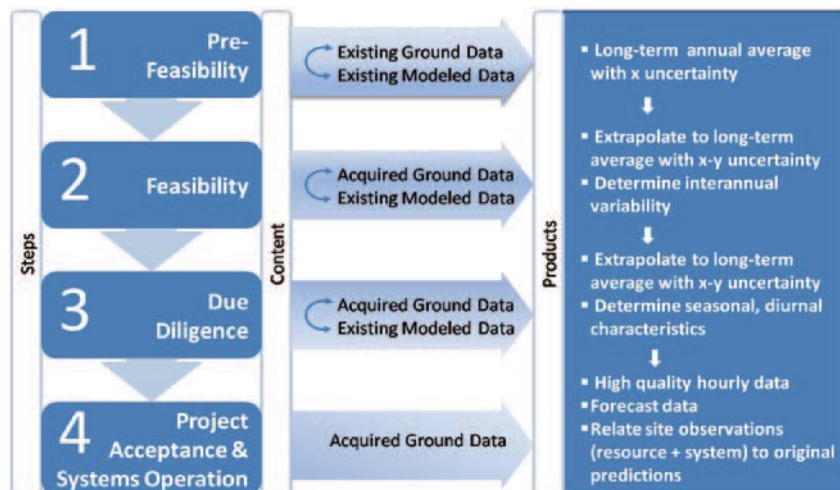 Steps
1
Pre-
Feasibility
2
Feasibility
3
Due
Diligence
4
Project
Acceptance &
Systems Operation
Content
Existing Ground Data
Existing Modeled Data
Acquired Ground Data
Existing Modeled Data
Acquired Ground Data
Existing Modeled Data
Acquired Ground Data
Products
▪ Long-term annual average
with x uncertainty
▪ Extrapolate to long-term
average with x-y uncertainty
▪ Determine interannual
variability
▪ Extrapolate to long-term
average with x-y uncertainty
▪ Determine seasonal, diurnal
characteristics
▪ High quality hourly data
▪ Forecast data
▪ Relate site observations
(resource + system) to original
predictions